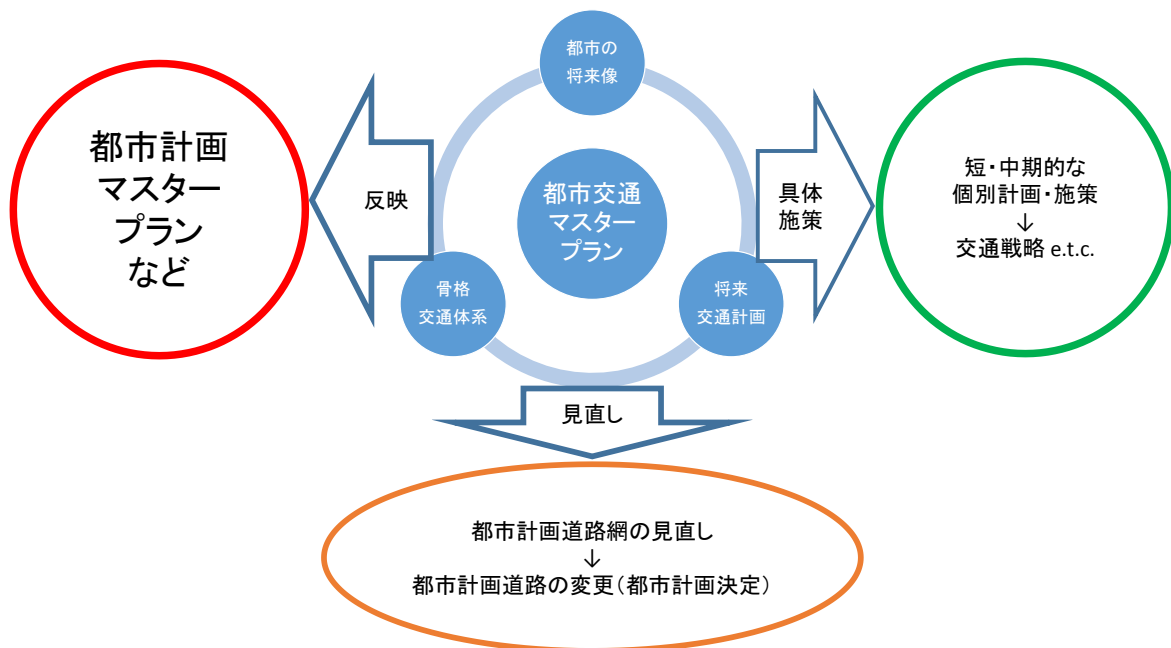 都市の
将来像
都市計画
マスター
プラン
など
反映
都市交通
マスター
プラン
具体
施策
短・中期的な
個別計画・施策
↓
交通戦略 e.t.c.
骨格
交通体系
将来
交通計画
見直し
都市計画道路網の見直し
↓
都市計画道路の変更（都市計画決定）